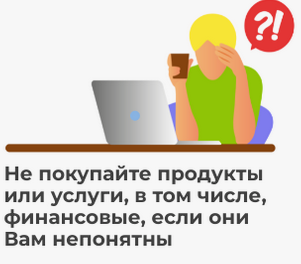 ?!
Не покупайте продукты
или услуги, в том числе,
финансовые, если они
Вам непонятны